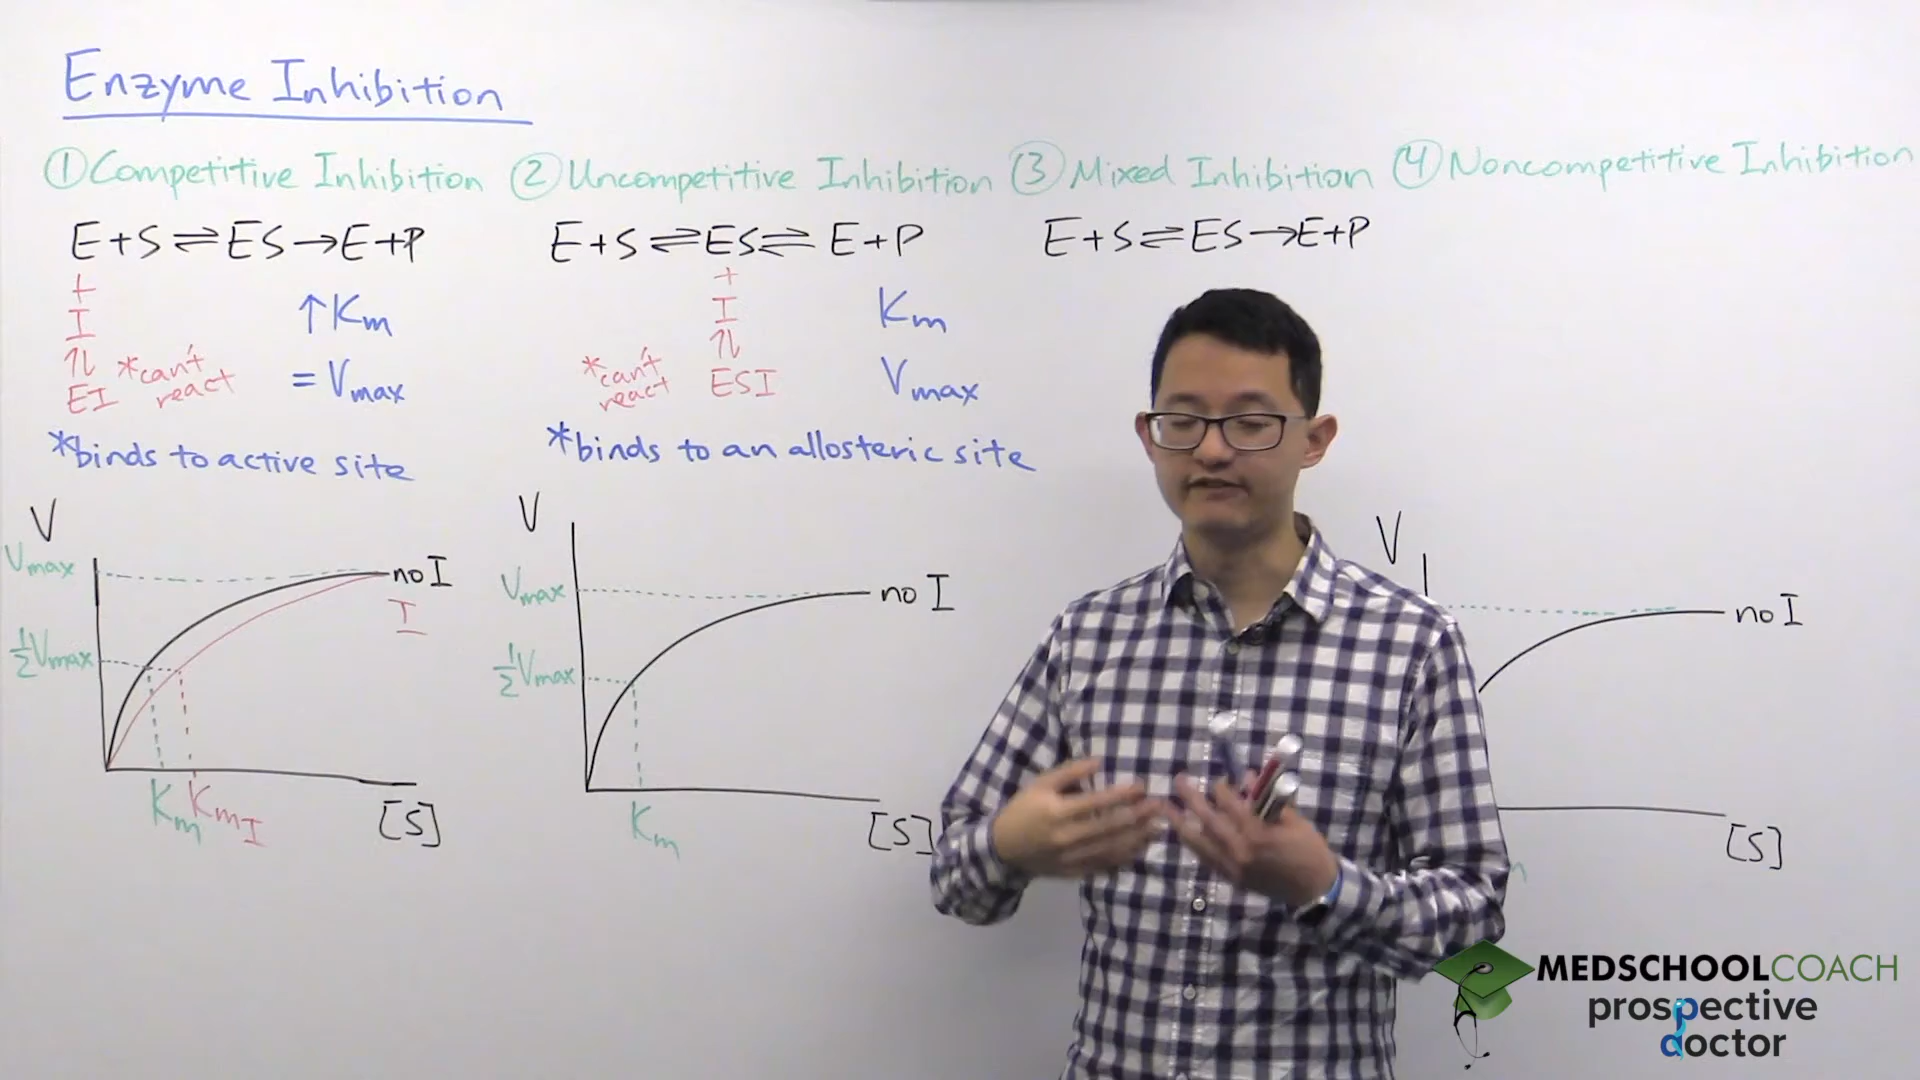 Enzyme Inhibition
① Competitive Inhibition
E+S ⇌ ES → E+P
+
I
⇌
EI
*can't react
↑Km
= Vmax
*binds to active site
V
Vmax
½Vmax
no I
I
Km
KmI
[S]
② Uncompetitive Inhibition
E+S ⇌ ES ⇌ E+P
+
I
⇌
ESI
*can't react
Km
Vmax
*binds to an allosteric site
V
Vmax
½Vmax
no I
Km
[S]
③ Mixed Inhibition
E+S ⇌ ES → E+P
④ Noncompetitive Inhibition
V
no I
[S]
MEDSCHOOLCOACH
prospective
doctor